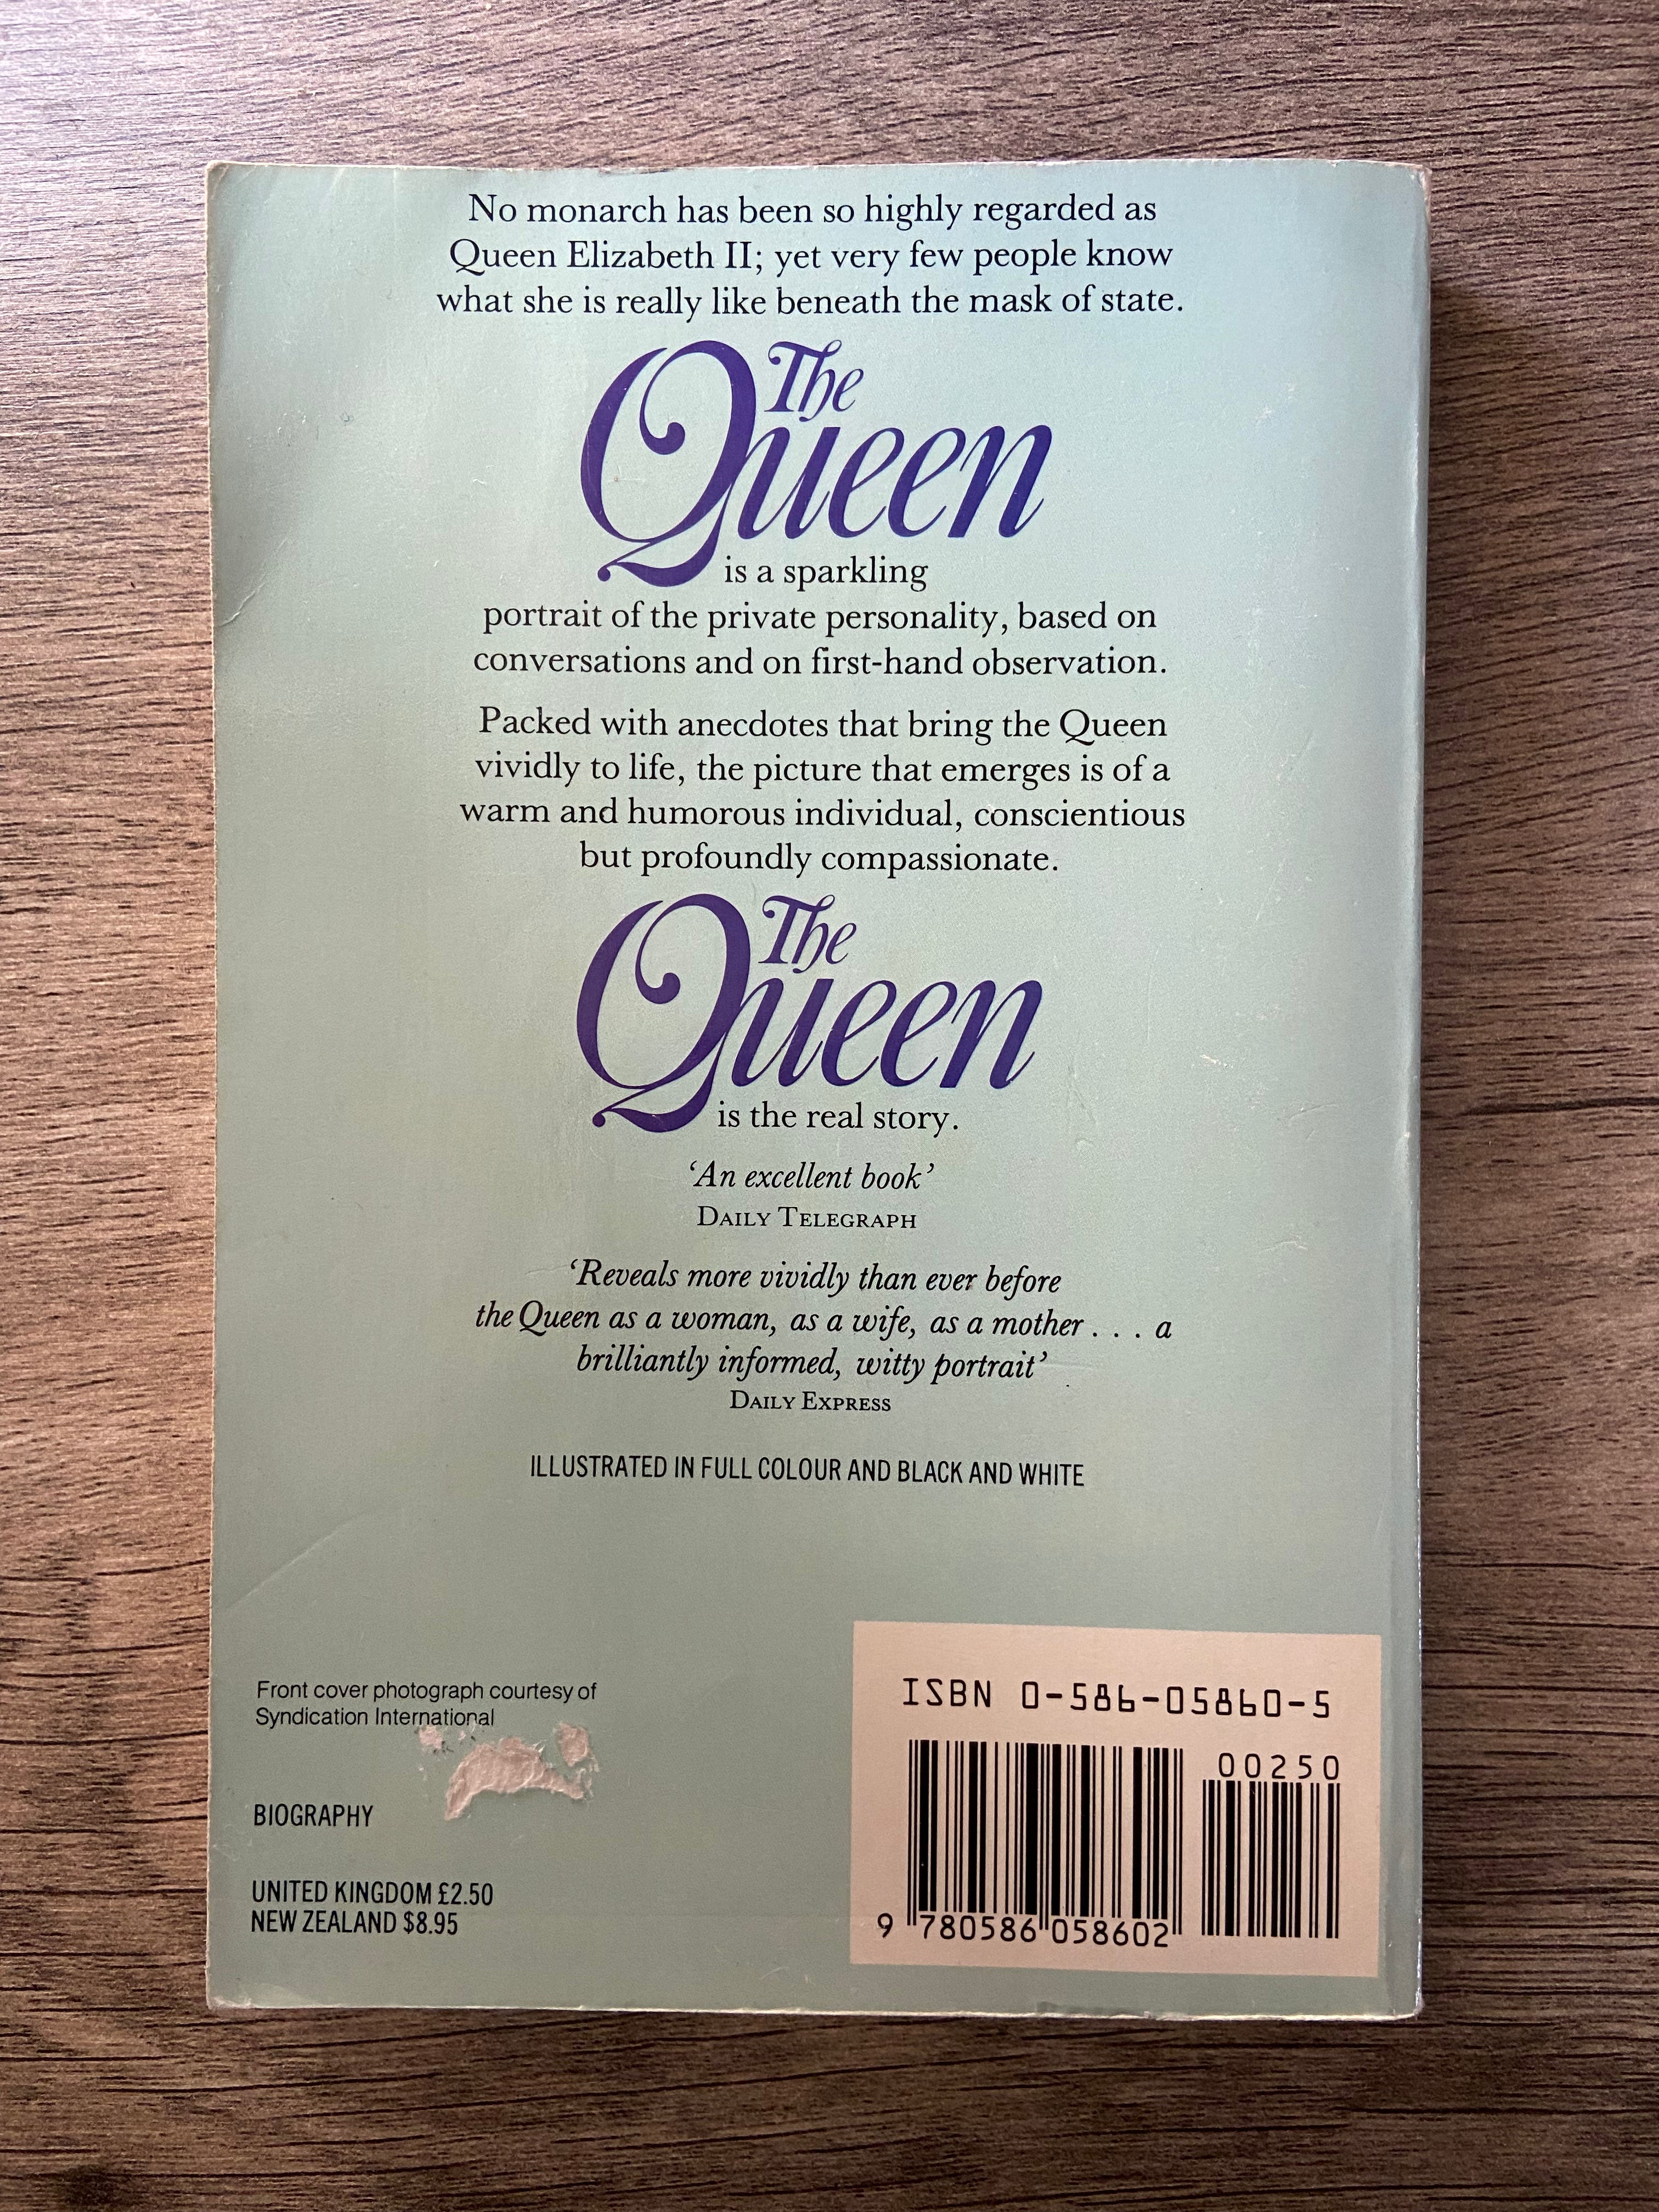 No monarch has been so highly regarded as
Queen Elizabeth II; yet very few people know
what she is really like beneath the mask of state.
The
Queen
is a sparkling
portrait of the private personality, based on
conversations and on first-hand observation.
Packed with anecdotes that bring the Queen
vividly to life, the picture that emerges is of a
warm and humorous individual, conscientious
but profoundly compassionate.
The
Queen
is the real story.
‘An excellent book’
DAILY TELEGRAPH
‘Reveals more vividly than ever before
the Queen as a woman, as a wife, as a mother . . . a
brilliantly informed, witty portrait’
DAILY EXPRESS
ILLUSTRATED IN FULL COLOUR AND BLACK AND WHITE
Front cover photograph courtesy of
Syndication International
BIOGRAPHY
UNITED KINGDOM £2.50
NEW ZEALAND $8.95
ISBN 0-586-05860-5
00250
9 780586 058602